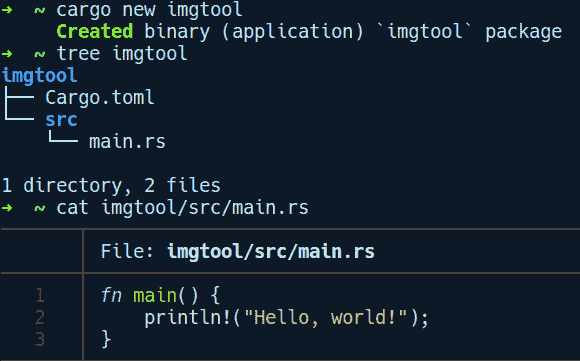 → ~ cargo new imgtool
Created binary (application) `imgtool` package
→ ~ tree imgtool
imgtool
├── Cargo.toml
└── src
    └── main.rs
1 directory, 2 files
→ ~ cat imgtool/src/main.rs
File: imgtool/src/main.rs
1 fn main() {
2     println!("Hello, world!");
3 }